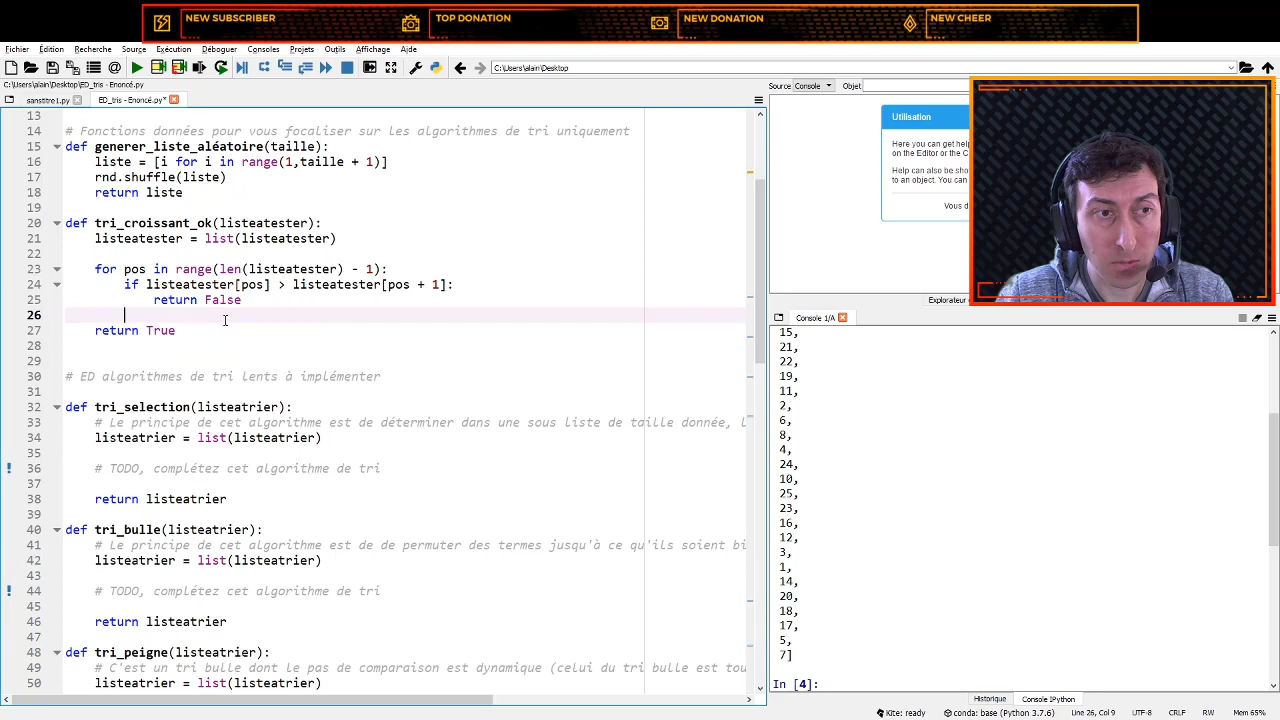 NEW SUBSCRIBER
TOP DONATION
NEW DONATION
NEW CHEER
Fichier Édition Recherche Source Exécution Déboguer Consoles Projets Outils Affichage Aide
C:\Users\alain\Desktop
C:\Users\alain\Desktop\ED_tris - Enoncé.py
sanstitre1.py
ED_tris - Enoncé.py*
Source Console Objet
Utilisation
Here you can get help
on the Editor or the C
Help can also be sho
to an object. You can
Vous d
Explorateur
13
14 # Fonctions données pour vous focaliser sur les algorithmes de tri uniquement
15 def generer_liste_aléatoire(taille):
16 liste = [i for i in range(1,taille + 1)]
17 rnd.shuffle(liste)
18 return liste
19
20 def tri_croissant_ok(listeatester):
21 listeatester = list(listeatester)
22
23 for pos in range(len(listeatester) - 1):
24 if listeatester[pos] > listeatester[pos + 1]:
25 return False
26
27 return True
28
29
30 # ED algorithmes de tri lents à implémenter
31
32 def tri_selection(listeatrier):
33 # Le principe de cet algorithme est de déterminer dans une sous liste de taille donnée, l
34 listeatrier = list(listeatrier)
35
36 # TODO, complétez cet algorithme de tri
37
38 return listeatrier
39
40 def tri_bulle(listeatrier):
41 # Le principe de cet algorithme est de de permuter des termes jusqu'à ce qu'ils soient bi
42 listeatrier = list(listeatrier)
43
44 # TODO, complétez cet algorithme de tri
45
46 return listeatrier
47
48 def tri_peigne(listeatrier):
49 # C'est un tri bulle dont le pas de comparaison est dynamique (celui du tri bulle est tou
50 listeatrier = list(listeatrier)
Console 1/A
15,
21,
22,
19,
11,
2,
6,
8,
4,
24,
10,
25,
23,
16,
12,
3,
1,
14,
20,
18,
17,
5,
7]
In [4]:
Historique Console IPython
Kite: ready conda: base (Python 3.7.6) Line 26, Col 9 UTF-8 CRLF RW Mem 65%